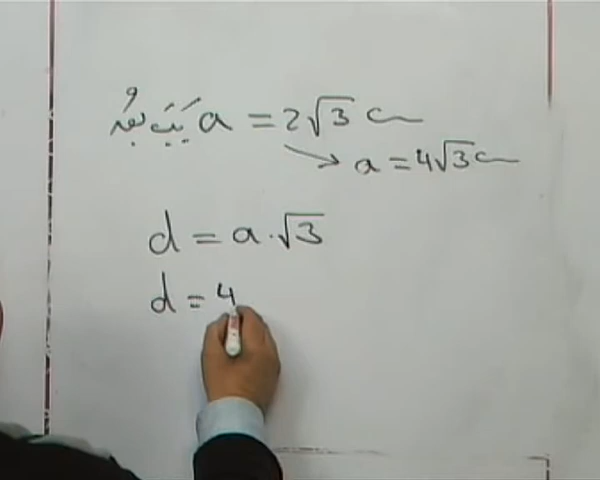 a = 2√3 cm
a = 4√3 cm
d = a · √3
d = 4